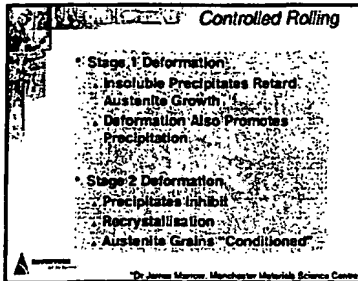 Controlled Rolling
• Stage 1 Deformation
Insoluble Precipitates Retard
Austenite Growth
Deformation Also Promotes
Precipitation
• Stage 2 Deformation
Precipitates Inhibit
Recrystallisation
Austenite Grains "Conditioned"
"Dr James Marrow, Manchester Materials Science Centre